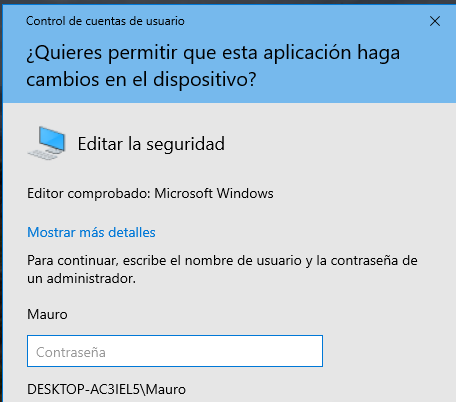 Control de cuentas de usuario
¿Quieres permitir que esta aplicación haga
cambios en el dispositivo?
Editar la seguridad
Editor comprobado: Microsoft Windows
Mostrar más detalles
Para continuar, escribe el nombre de usuario y la contraseña de
un administrador.
Mauro
Contraseña
DESKTOP-AC3IEL5\Mauro